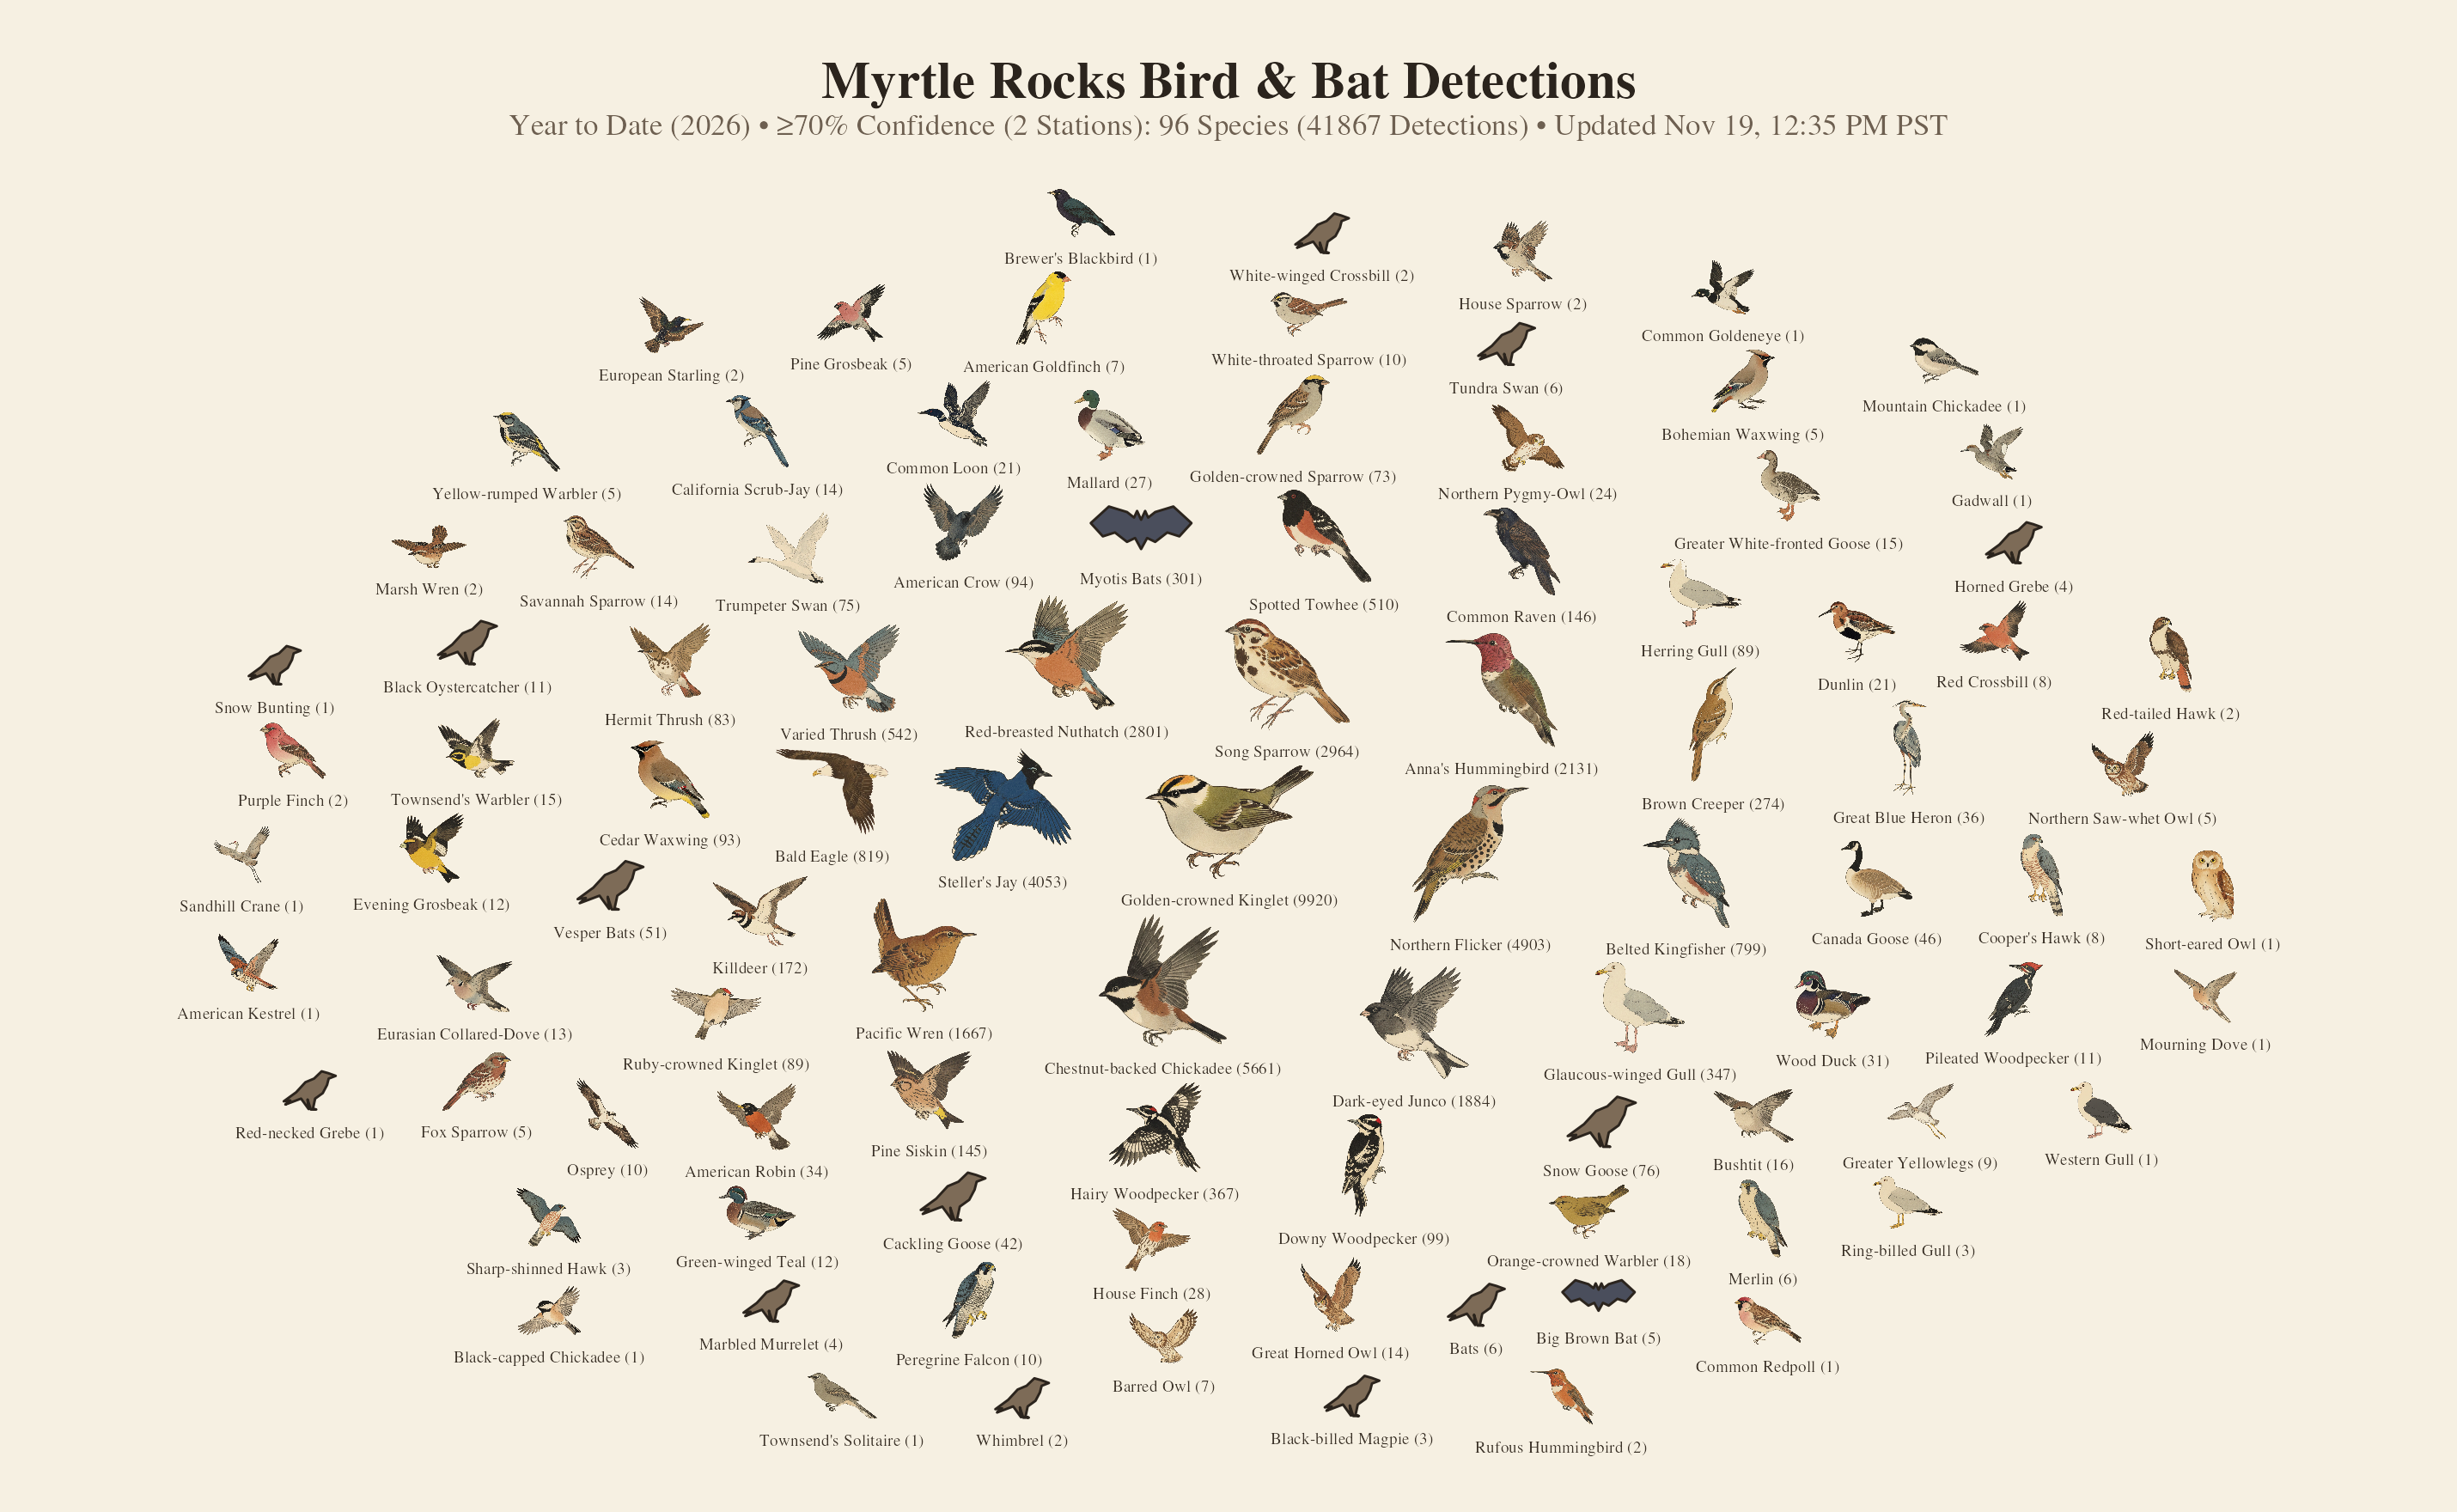 Myrtle Rocks Bird & Bat Detections
Year to Date (2026) • ≥70% Confidence (2 Stations): 96 Species (41867 Detections) • Updated Nov 19, 12:35 PM PST
Brewer's Blackbird (1)
White-winged Crossbill (2)
House Sparrow (2)
Common Goldeneye (1)
European Starling (2)
Pine Grosbeak (5)
American Goldfinch (7)
White-throated Sparrow (10)
Tundra Swan (6)
Bohemian Waxwing (5)
Mountain Chickadee (1)
Yellow-rumped Warbler (5)
California Scrub-Jay (14)
Common Loon (21)
Mallard (27)
Golden-crowned Sparrow (73)
Northern Pygmy-Owl (24)
Greater White-fronted Goose (15)
Gadwall (1)
Marsh Wren (2)
Savannah Sparrow (14)
Trumpeter Swan (75)
American Crow (94)
Myotis Bats (301)
Spotted Towhee (510)
Common Raven (146)
Herring Gull (89)
Horned Grebe (4)
Snow Bunting (1)
Black Oystercatcher (11)
Hermit Thrush (83)
Varied Thrush (542)
Red-breasted Nuthatch (2801)
Song Sparrow (2964)
Anna's Hummingbird (2131)
Brown Creeper (274)
Dunlin (21)
Red Crossbill (8)
Red-tailed Hawk (2)
Purple Finch (2)
Townsend's Warbler (15)
Cedar Waxwing (93)
Bald Eagle (819)
Steller's Jay (4053)
Golden-crowned Kinglet (9920)
Northern Flicker (4903)
Belted Kingfisher (799)
Great Blue Heron (36)
Northern Saw-whet Owl (5)
Sandhill Crane (1)
Evening Grosbeak (12)
Vesper Bats (51)
Killdeer (172)
Canada Goose (46)
Cooper's Hawk (8)
Short-eared Owl (1)
American Kestrel (1)
Eurasian Collared-Dove (13)
Ruby-crowned Kinglet (89)
Pacific Wren (1667)
Chestnut-backed Chickadee (5661)
Dark-eyed Junco (1884)
Glaucous-winged Gull (347)
Wood Duck (31)
Pileated Woodpecker (11)
Mourning Dove (1)
Red-necked Grebe (1)
Fox Sparrow (5)
Osprey (10)
American Robin (34)
Pine Siskin (145)
Hairy Woodpecker (367)
Downy Woodpecker (99)
Snow Goose (76)
Bushtit (16)
Greater Yellowlegs (9)
Western Gull (1)
Sharp-shinned Hawk (3)
Green-winged Teal (12)
Cackling Goose (42)
House Finch (28)
Orange-crowned Warbler (18)
Merlin (6)
Ring-billed Gull (3)
Black-capped Chickadee (1)
Marbled Murrelet (4)
Peregrine Falcon (10)
Barred Owl (7)
Great Horned Owl (14)
Bats (6)
Big Brown Bat (5)
Common Redpoll (1)
Townsend's Solitaire (1)
Whimbrel (2)
Black-billed Magpie (3)
Rufous Hummingbird (2)